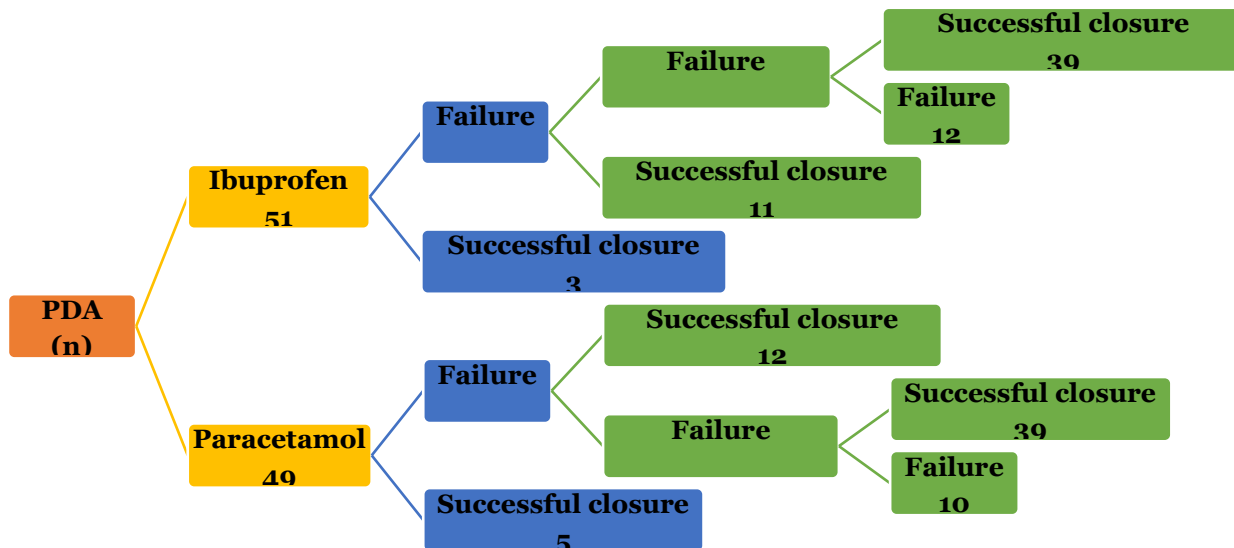 PDA
(n)
Ibuprofen
51
Failure
Failure
Successful closure
39
Failure
12
Successful closure
11
Successful closure
3
Paracetamol
49
Failure
Successful closure
12
Failure
Successful closure
39
Failure
10
Successful closure
5